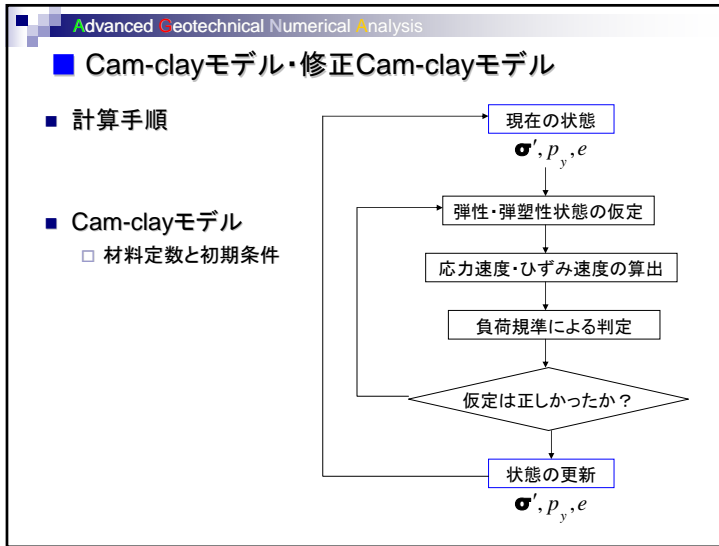 Advanced Geotechnical Numerical Analysis
Cam-clayモデル・修正Cam-clayモデル
計算手順
Cam-clayモデル
材料定数と初期条件
現在の状態
σ′, p_y, e
弾性・弾塑性状態の仮定
応力速度・ひずみ速度の算出
負荷規準による判定
仮定は正しかったか？
状態の更新
σ′, p_y, e